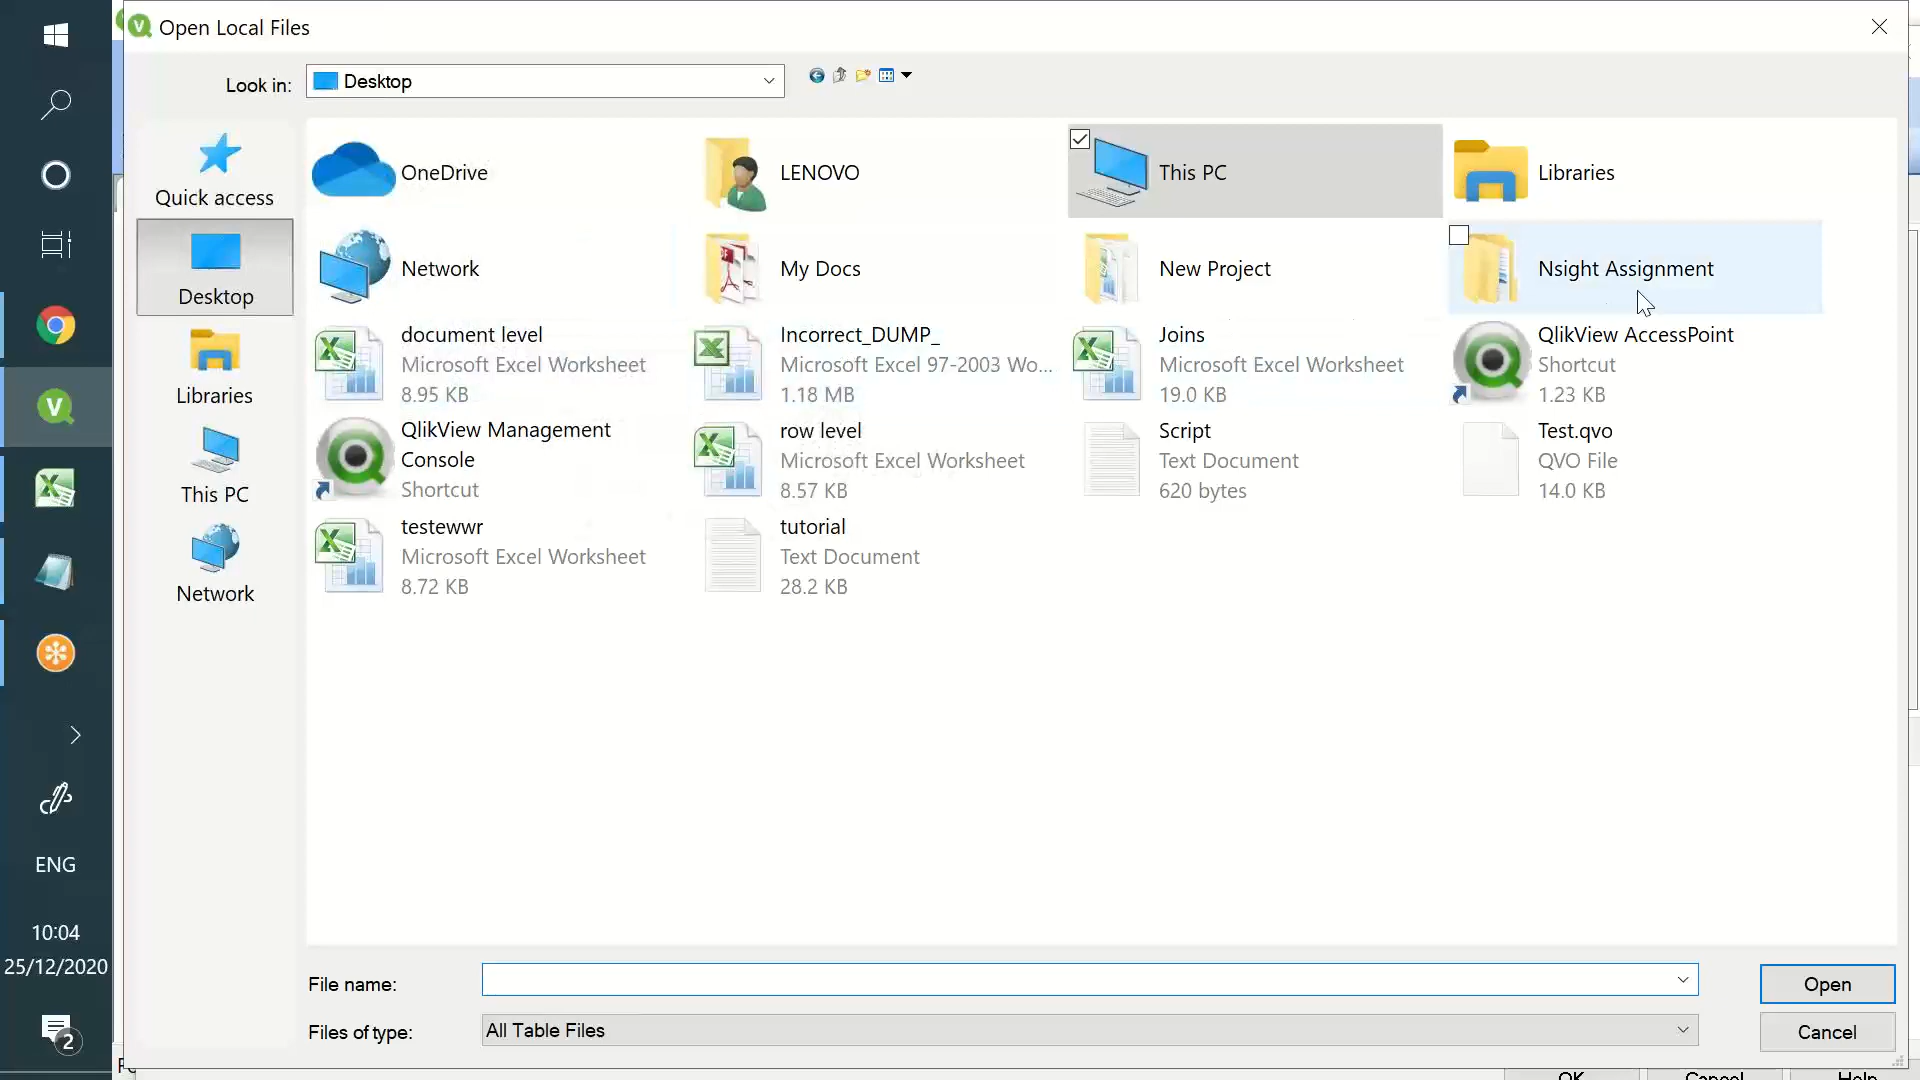 Open Local Files
Look in:
Desktop
Quick access
Desktop
Libraries
This PC
Network
OneDrive
LENOVO
This PC
Libraries
Network
My Docs
New Project
Nsight Assignment
document level
Microsoft Excel Worksheet
8.95 KB
Incorrect_DUMP_
Microsoft Excel 97-2003 Wo...
1.18 MB
Joins
Microsoft Excel Worksheet
19.0 KB
QlikView AccessPoint
Shortcut
1.23 KB
QlikView Management
Console
Shortcut
row level
Microsoft Excel Worksheet
8.57 KB
Script
Text Document
620 bytes
Test.qvo
QVO File
14.0 KB
testewwr
Microsoft Excel Worksheet
8.72 KB
tutorial
Text Document
28.2 KB
File name:
Open
Files of type:
All Table Files
Cancel
OK
Cancel
Help
ENG
10:04
25/12/2020
2